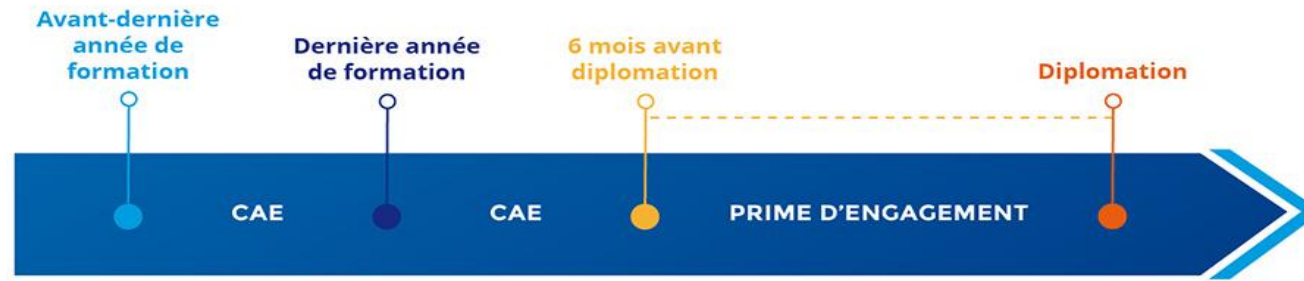 Avant-dernière
année de
formation
Dernière année
de formation
6 mois avant
diplomation
Diplomation
CAE
CAE
PRIME D'ENGAGEMENT